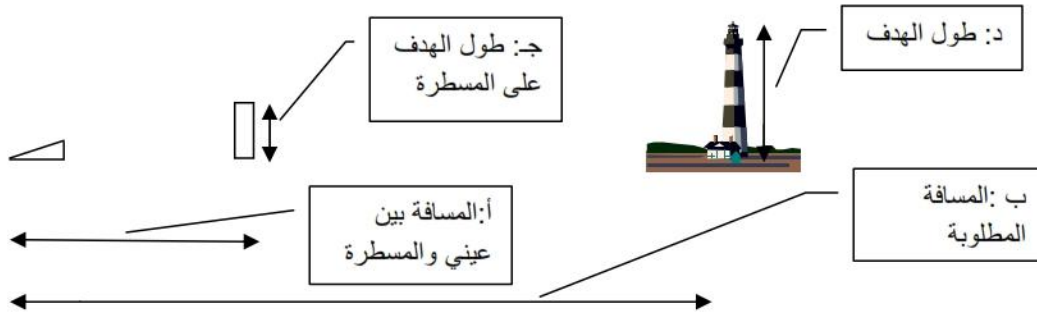 د: طول الهدف
جـ: طول الهدف
على المسطرة
ب :المسافة
المطلوبة
أ:المسافة بين
عيني والمسطرة